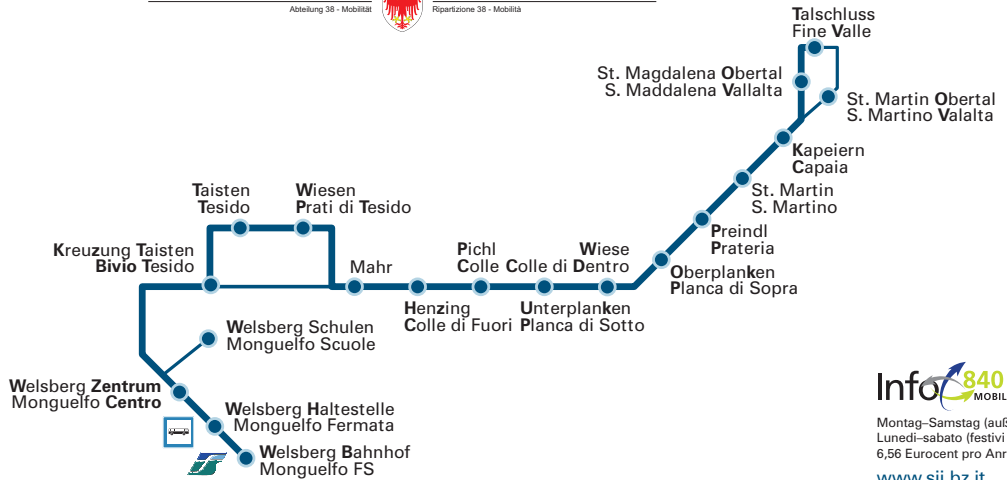 Abteilung 38 - Mobilität
Ripartizione 38 - Mobilità
Talschluss
Fine Valle
St. Magdalena Obertal
S. Maddalena Vallalta
St. Martin Obertal
S. Martino Valalta
Kapeiern
Capaia
St. Martin
S. Martino
Preindl
Prateria
Oberplanken
Planca di Sopra
Taisten
Tesido
Wiesen
Prati di Tesido
Kreuzung Taisten
Bivio Tesido
Mahr
Pichl
Colle
Wiese
Colle di Dentro
Henzing
Colle di Fuori
Unterplanken
Planca di Sotto
Welsberg Schulen
Monguelfo Scuole
Welsberg Zentrum
Monguelfo Centro
Welsberg Haltestelle
Monguelfo Fermata
Welsberg Bahnhof
Monguelfo FS
Info 840
MOBIL
Montag–Samstag (auß
Lunedì–sabato (festivi
6,56 Eurocent pro Anr
www.sii.bz.it